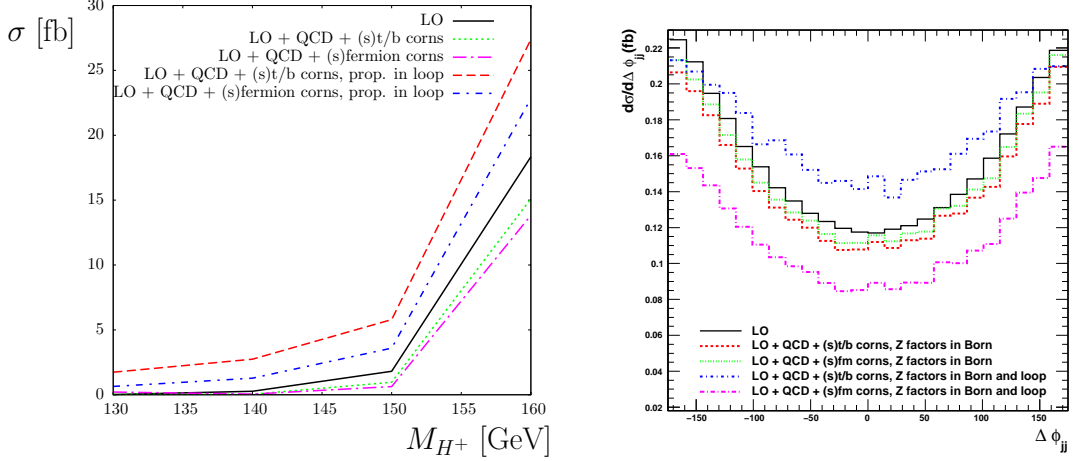 σ [fb]
30
25
20
15
10
5
0
130
135
140
145
150
155
160
M_{H^+} [GeV]
LO
LO + QCD + (s)t/b corns
LO + QCD + (s)fermion corns
LO + QCD + (s)t/b corns, prop. in loop
LO + QCD + (s)fermion corns, prop. in loop
dσ/dΔ ϕ_{jj}(fb)
0.22
0.2
0.18
0.16
0.14
0.12
0.1
0.08
0.06
0.04
0.02
LO
LO + QCD + (s)t/b corns, Z factors in Born
LO + QCD + (s)fm corns, Z factors in Born
LO + QCD + (s)t/b corns, Z factors in Born and loop
LO + QCD + (s)fm corns, Z factors in Born and loop
−150
−100
−50
0
50
100
150
Δ ϕ_{jj}